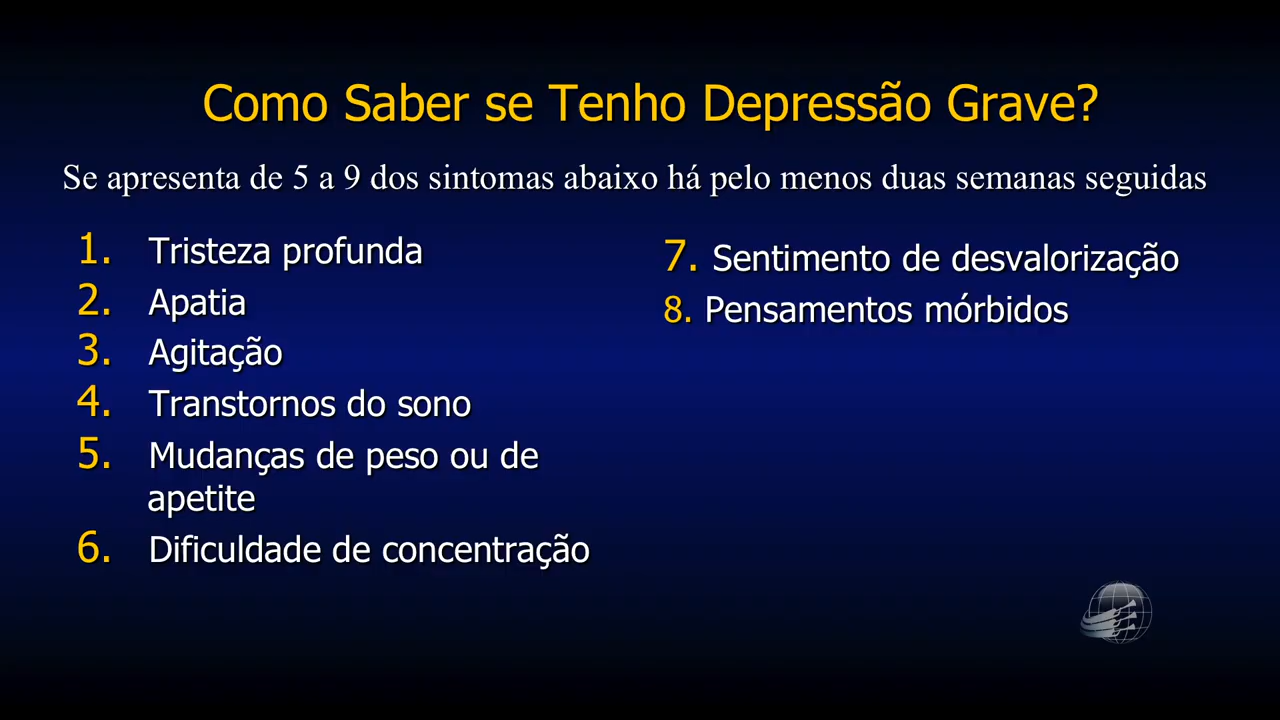 Como Saber se Tenho Depressão Grave?
Se apresenta de 5 a 9 dos sintomas abaixo há pelo menos duas semanas seguidas
1. Tristeza profunda
2. Apatia
3. Agitação
4. Transtornos do sono
5. Mudanças de peso ou de
apetite
6. Dificuldade de concentração
7. Sentimento de desvalorização
8. Pensamentos mórbidos